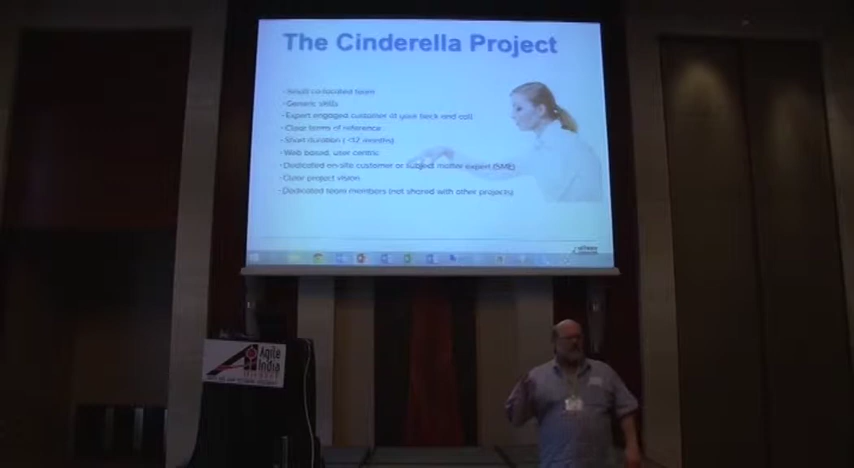 The Cinderella Project
- Small co-located team
- Generic skills
- Expert engaged customer at your beck and call
- Clear terms of reference
- Short duration ( <12 months)
- Web based, user centric
- Dedicated on-site customer or subject matter expert (SME)
- Clear project vision
- Dedicated team members (not shared with other projects)
Agile
India